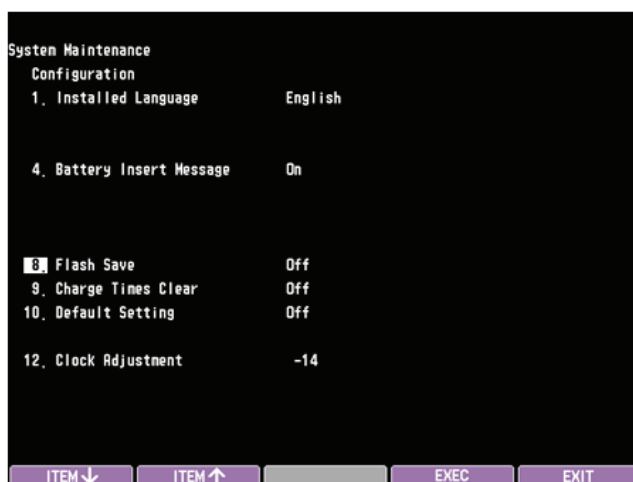 System Maintenance
Configuration
1. Installed Language English
4. Battery Insert Message On
8. Flash Save Off
9. Charge Times Clear Off
10. Default Setting Off
12. Clock Adjustment -14
ITEM↓ ITEM↑ EXEC EXIT